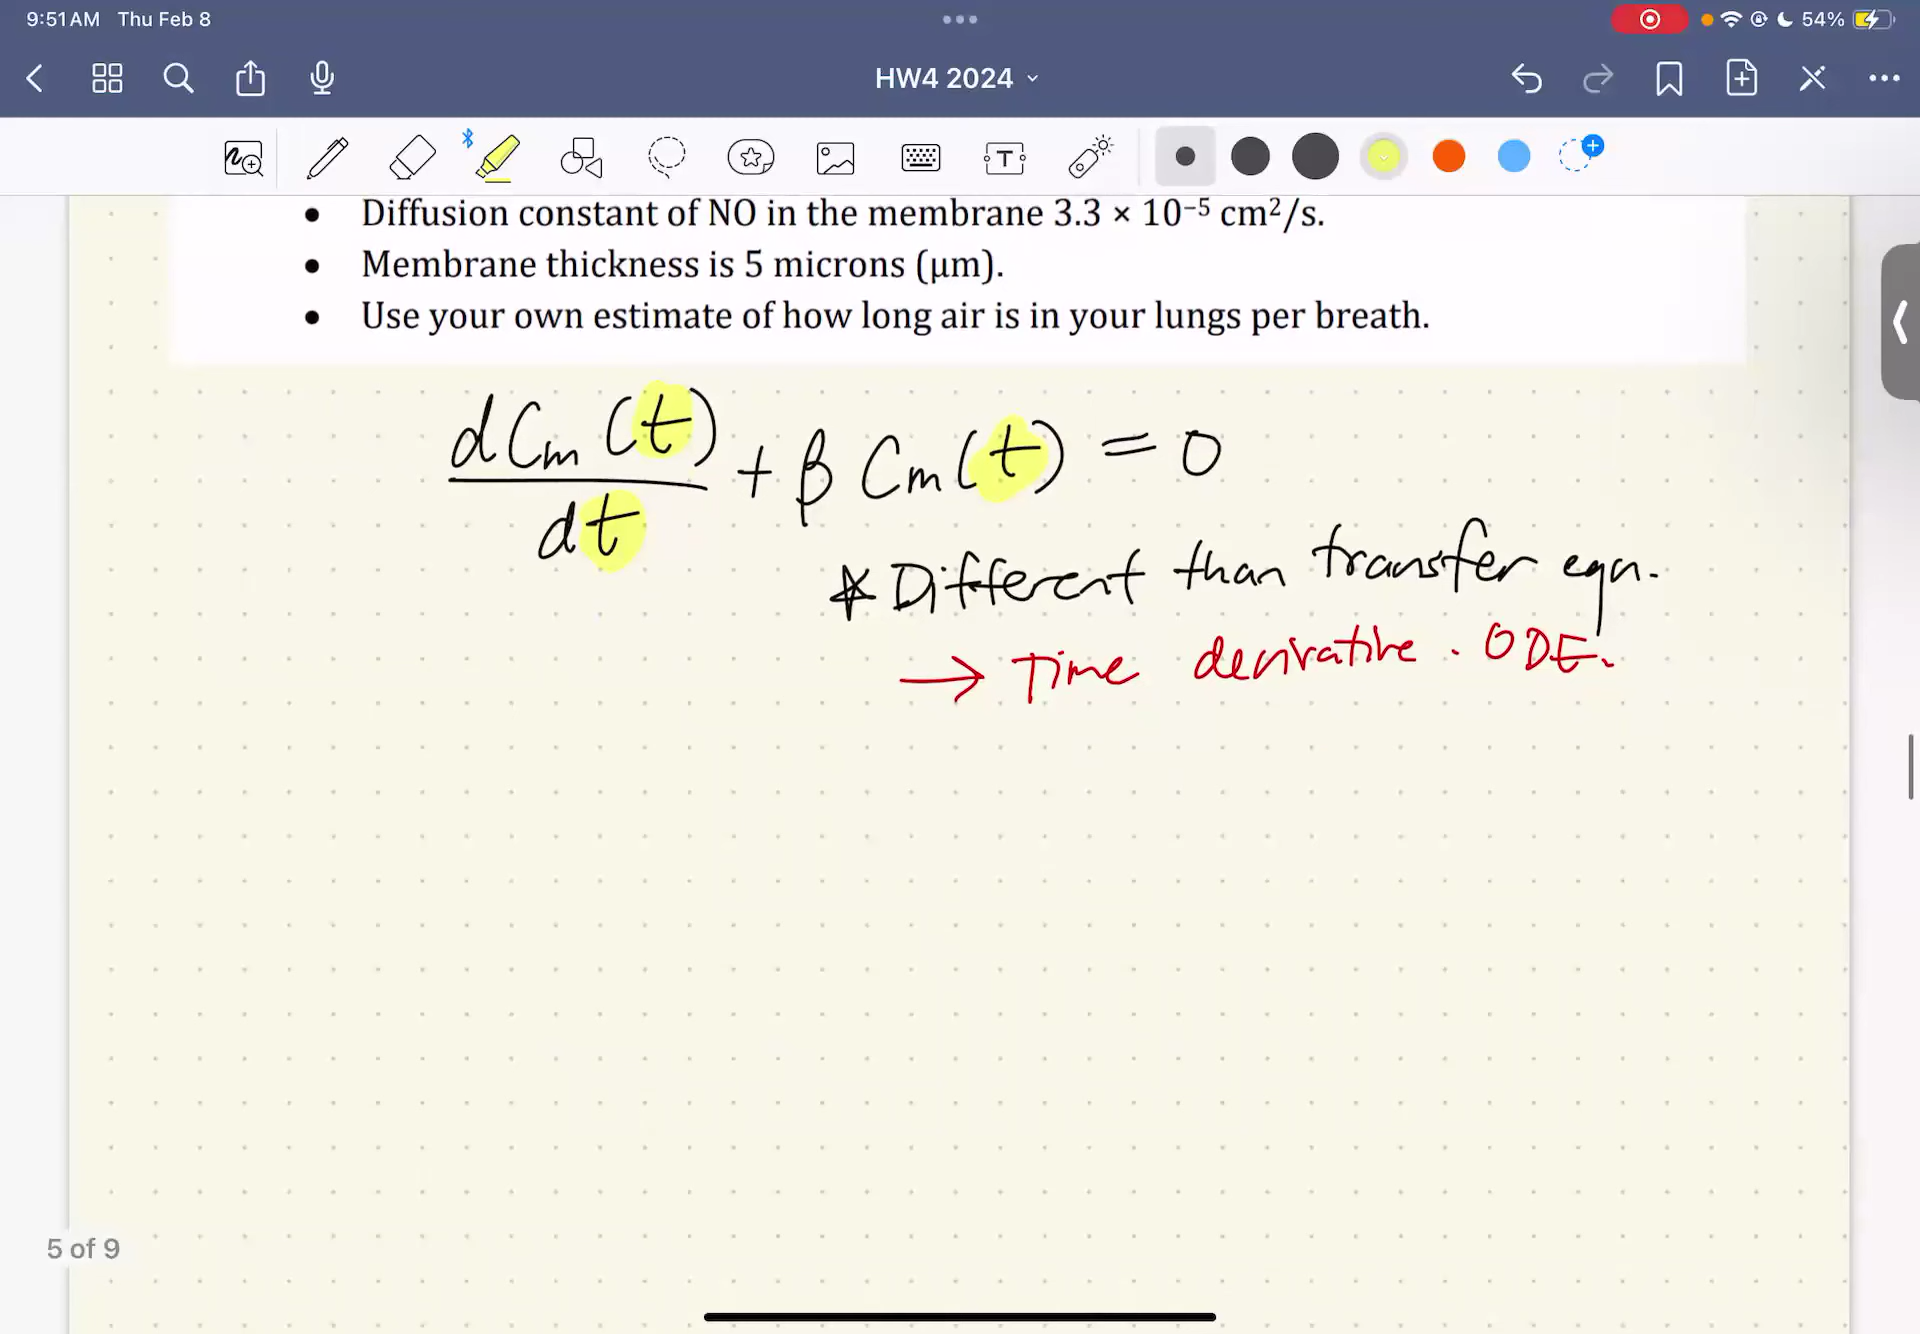 9:51 AM Thu Feb 8
54%
HW4 2024
• Diffusion constant of NO in the membrane 3.3 × 10⁻⁵ cm²/s.
• Membrane thickness is 5 microns (μm).
• Use your own estimate of how long air is in your lungs per breath.
dCm(t)/dt + β Cm(t) = 0
* Different than transfer eqn.
→ Time derivative. ODE.
5 of 9